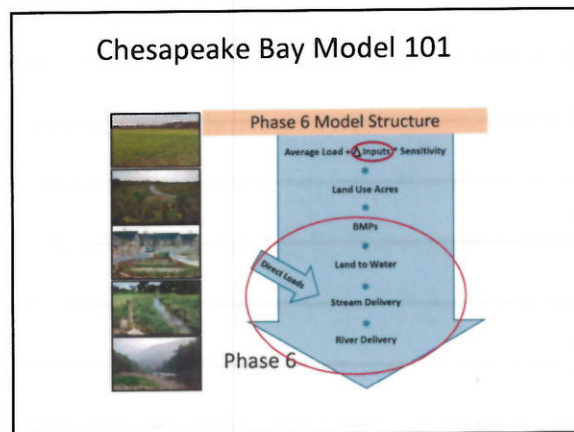 Chesapeake Bay Model 101
Phase 6 Model Structure
Average Load + Δ Inputs * Sensitivity
*
Land Use Acres
*
BMPs
*
Land to Water
Direct Loads
*
Stream Delivery
*
River Delivery
Phase 6